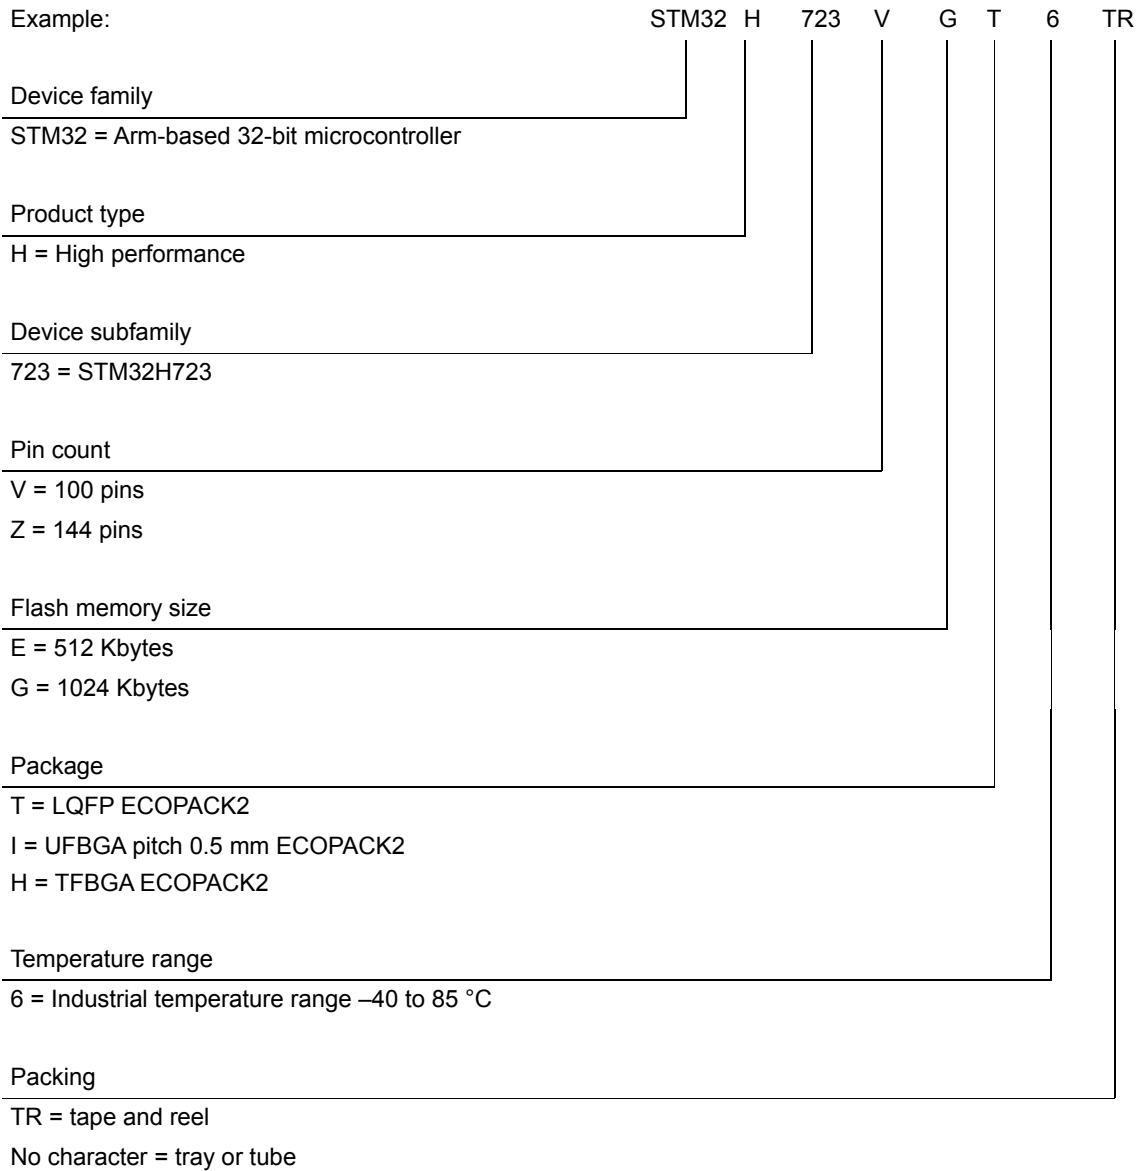 Example: STM32 H 723 V G T 6 TR
Device family
STM32 = Arm-based 32-bit microcontroller
Product type
H = High performance
Device subfamily
723 = STM32H723
Pin count
V = 100 pins
Z = 144 pins
Flash memory size
E = 512 Kbytes
G = 1024 Kbytes
Package
T = LQFP ECOPACK2
I = UFBGA pitch 0.5 mm ECOPACK2
H = TFBGA ECOPACK2
Temperature range
6 = Industrial temperature range –40 to 85 °C
Packing
TR = tape and reel
No character = tray or tube